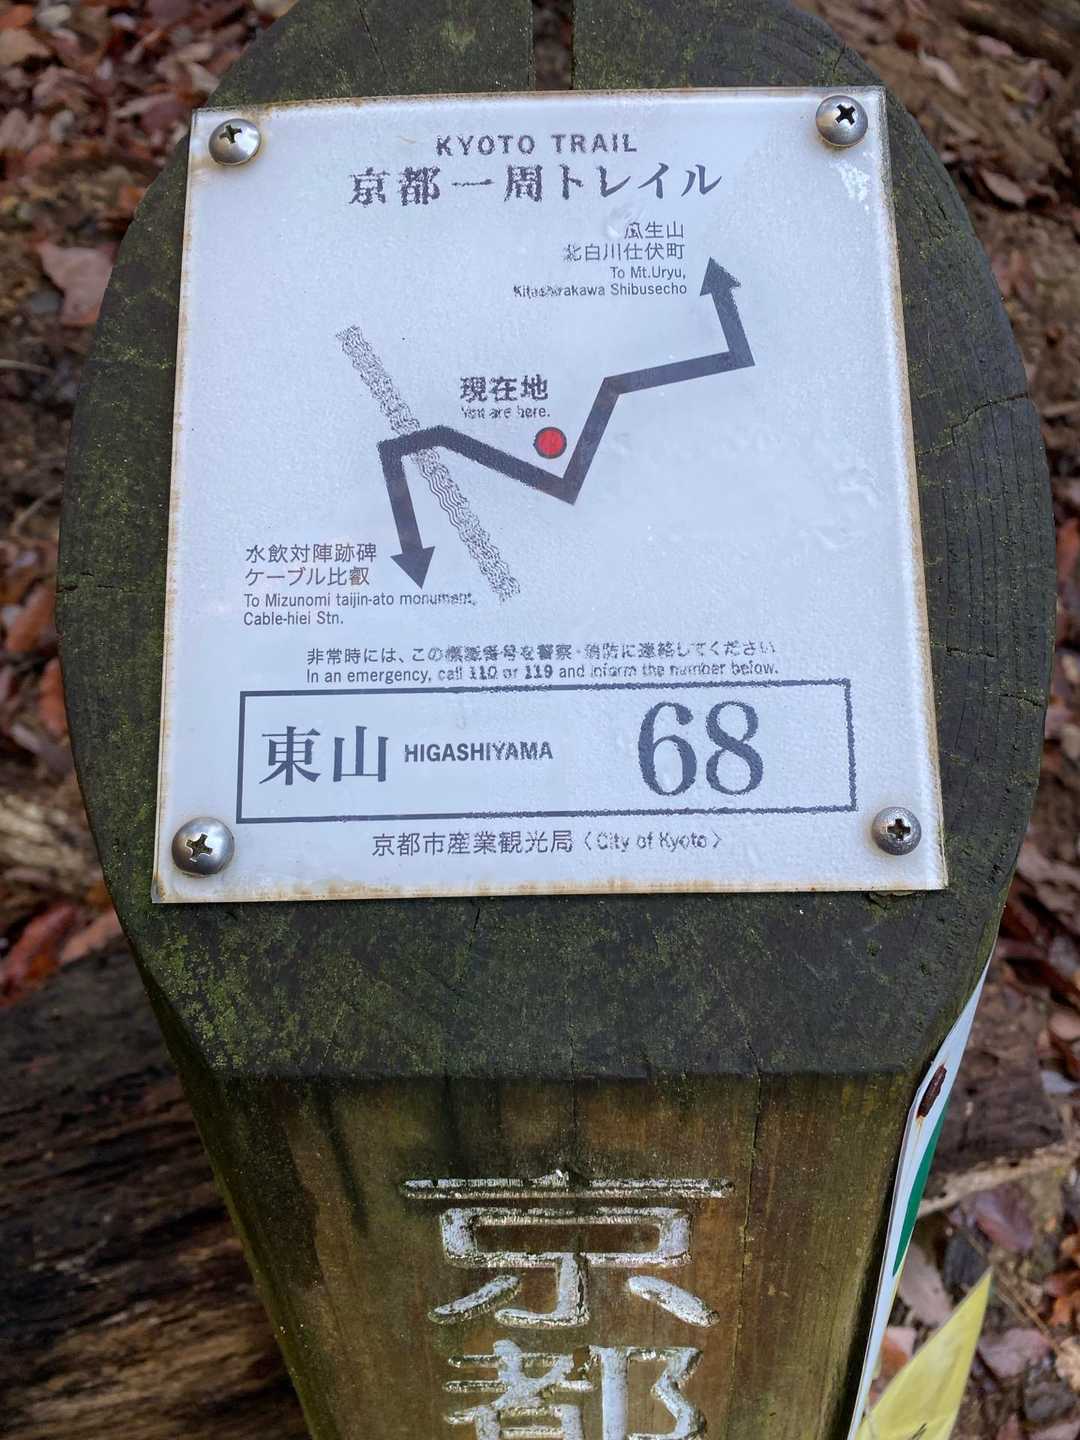 KYOTO TRAIL
京都一周トレイル
瓜生山
北白川仕伏町
To Mt.Uryu,
Kitashirakawa Shibusecho
現在地
You are here.
水飲対陣跡碑
ケーブル比叡
To Mizunomi taijin-ato monument,
Cable-hiei Stn.
非常時には、この標識番号を警察・消防に連絡してください
In an emergency, call 110 or 119 and inform the number below.
東山 HIGASHIYAMA 68
京都市産業観光局〈City of Kyoto〉
京都